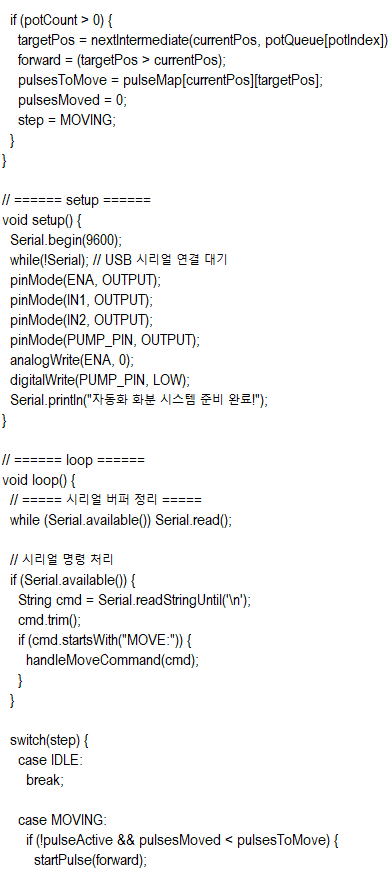 if (potCount > 0) {
targetPos = nextIntermediate(currentPos, potQueue[potIndex])
forward = (targetPos > currentPos);
pulsesToMove = pulseMap[currentPos][targetPos];
pulsesMoved = 0;
step = MOVING;
}
}
// ====== setup ======
void setup() {
Serial.begin(9600);
while(!Serial); // USB 시리얼 연결 대기
pinMode(ENA, OUTPUT);
pinMode(IN1, OUTPUT);
pinMode(IN2, OUTPUT);
pinMode(PUMP_PIN, OUTPUT);
analogWrite(ENA, 0);
digitalWrite(PUMP_PIN, LOW);
Serial.println("자동화 화분 시스템 준비 완료!");
}
// ====== loop ======
void loop() {
// ===== 시리얼 버퍼 정리 =====
while (Serial.available()) Serial.read();
// 시리얼 명령 처리
if (Serial.available()) {
String cmd = Serial.readStringUntil('\n');
cmd.trim();
if (cmd.startsWith("MOVE:")) {
handleMoveCommand(cmd);
}
}
switch(step) {
case IDLE:
break;
case MOVING:
if (!pulseActive && pulsesMoved < pulsesToMove) {
startPulse(forward);